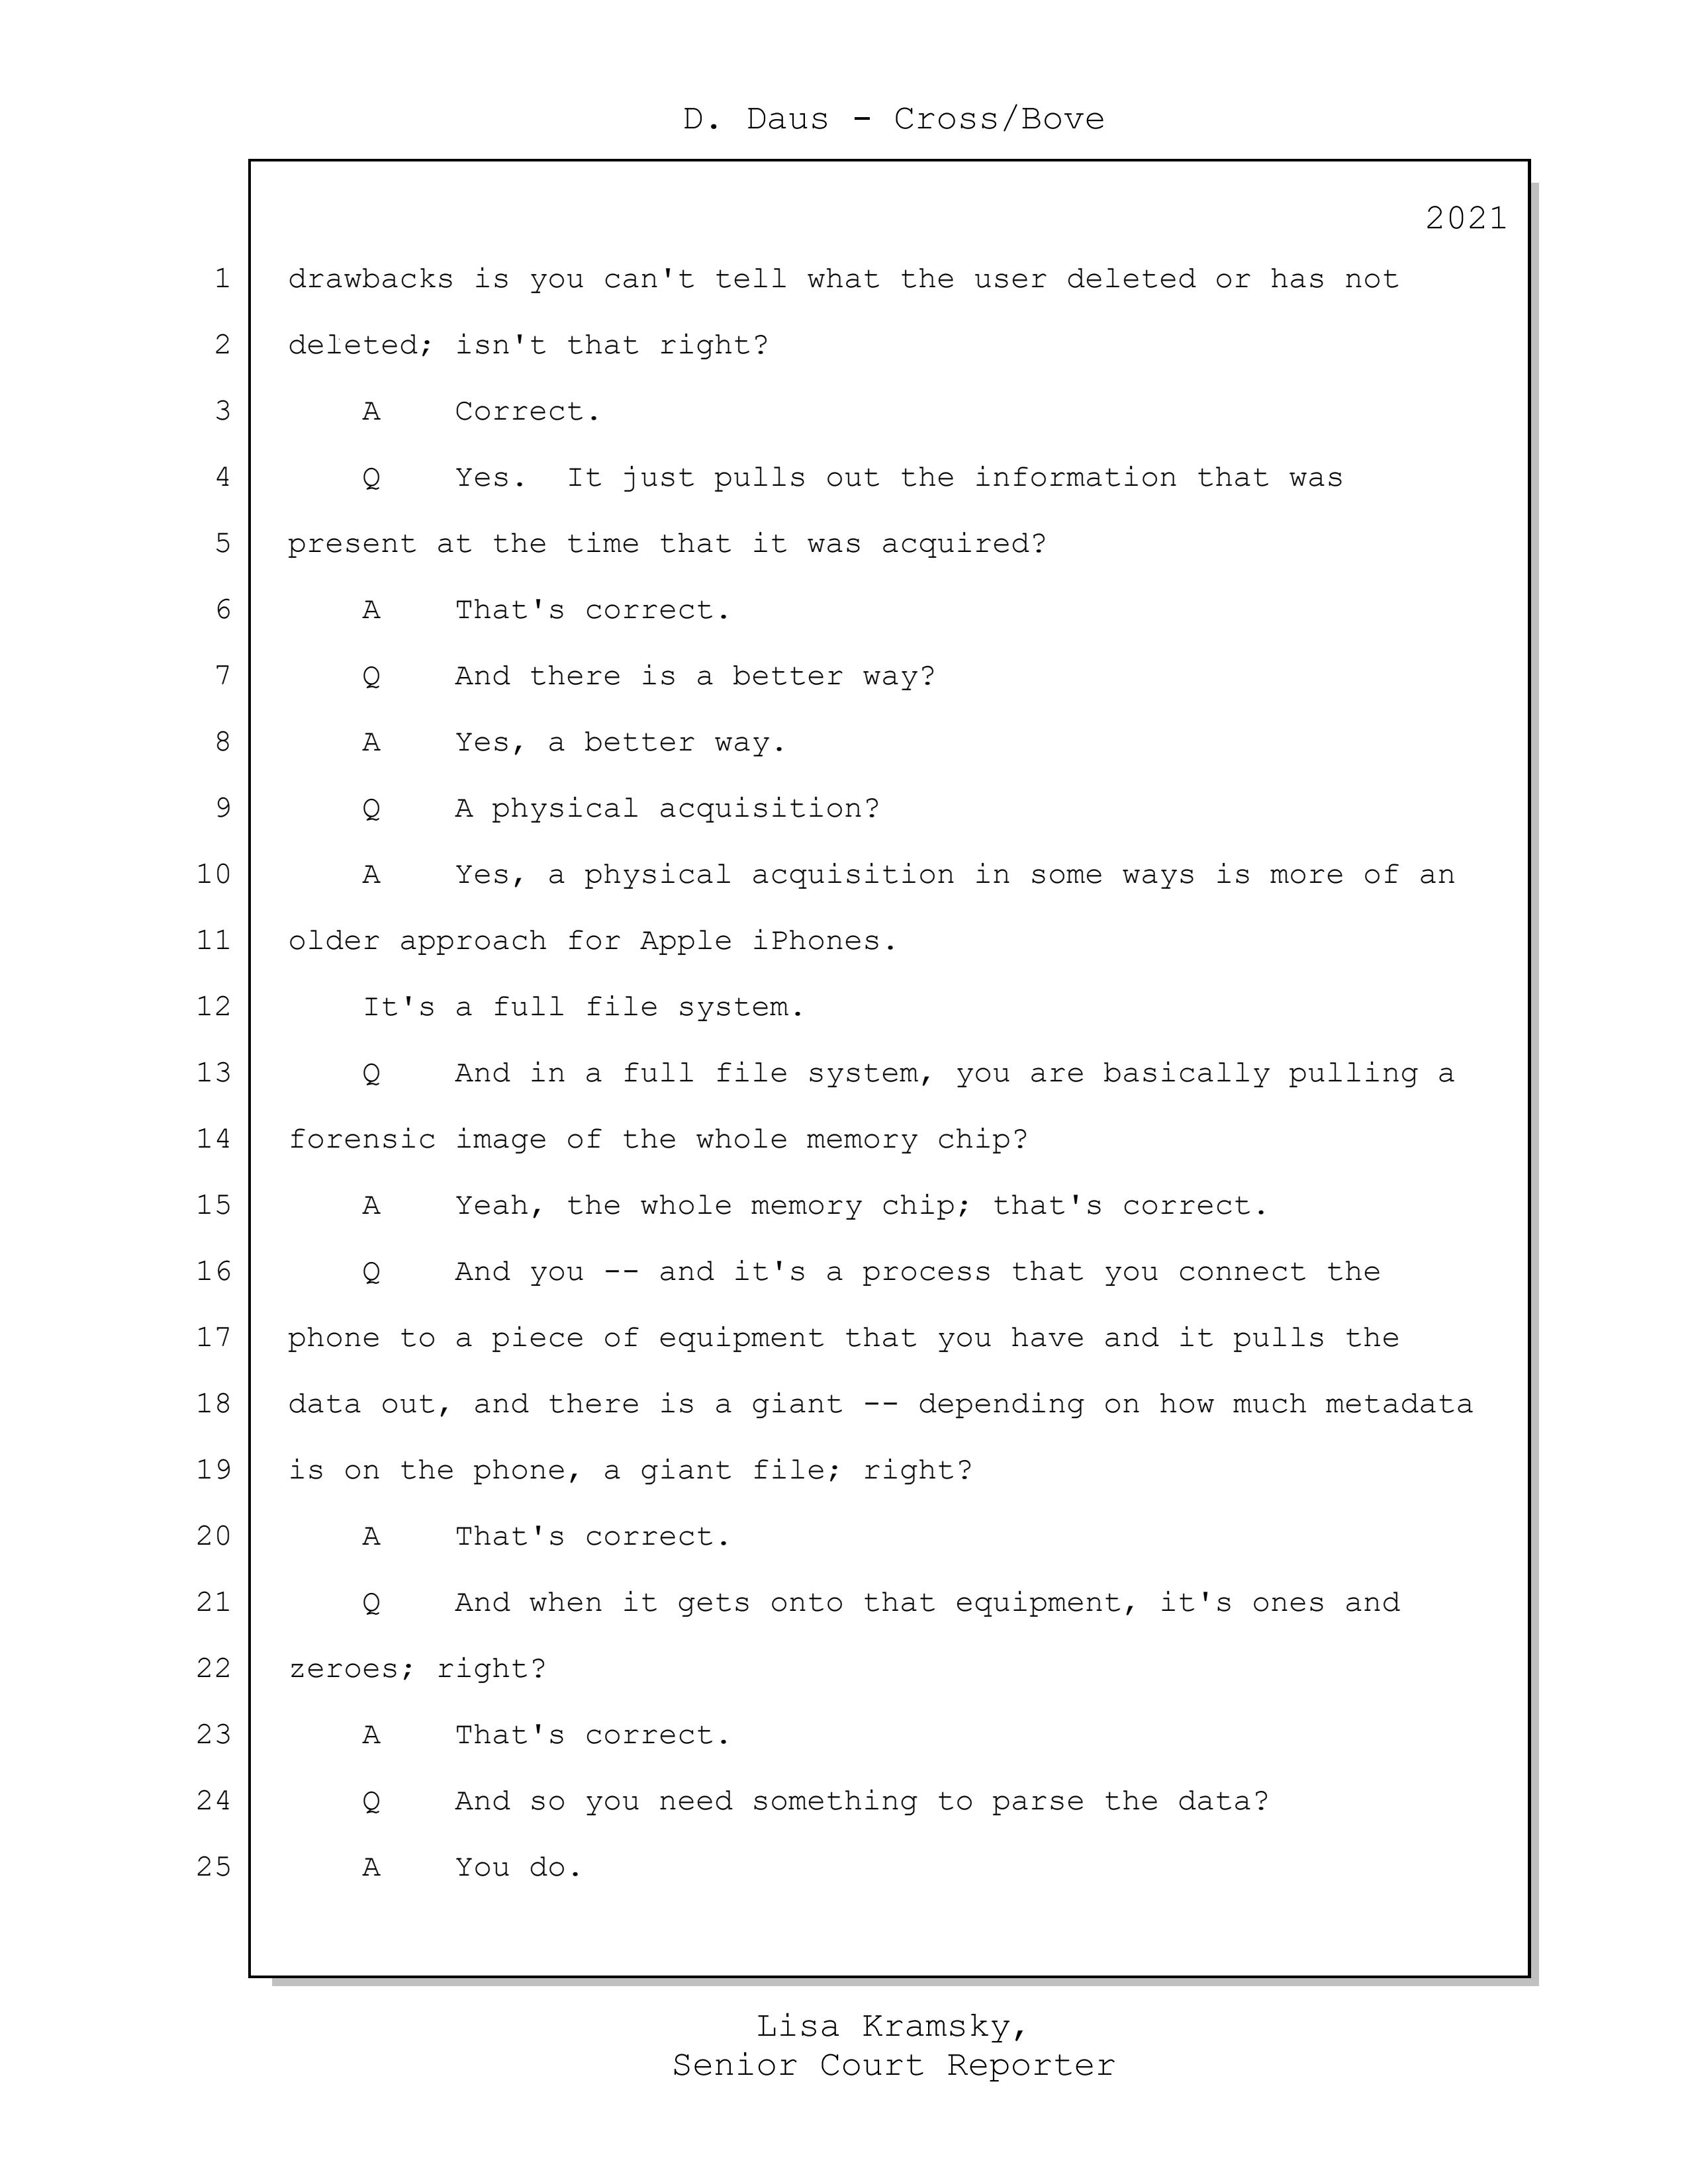 D. Daus - Cross/Bove
2021
1 drawbacks is you can't tell what the user deleted or has not
2 deleted; isn't that right?
3 A Correct.
4 Q Yes. It just pulls out the information that was
5 present at the time that it was acquired?
6 A That's correct.
7 Q And there is a better way?
8 A Yes, a better way.
9 Q A physical acquisition?
10 A Yes, a physical acquisition in some ways is more of an
11 older approach for Apple iPhones.
12 It's a full file system.
13 Q And in a full file system, you are basically pulling a
14 forensic image of the whole memory chip?
15 A Yeah, the whole memory chip; that's correct.
16 Q And you -- and it's a process that you connect the
17 phone to a piece of equipment that you have and it pulls the
18 data out, and there is a giant -- depending on how much metadata
19 is on the phone, a giant file; right?
20 A That's correct.
21 Q And when it gets onto that equipment, it's ones and
22 zeroes; right?
23 A That's correct.
24 Q And so you need something to parse the data?
25 A You do.
Lisa Kramsky,
Senior Court Reporter